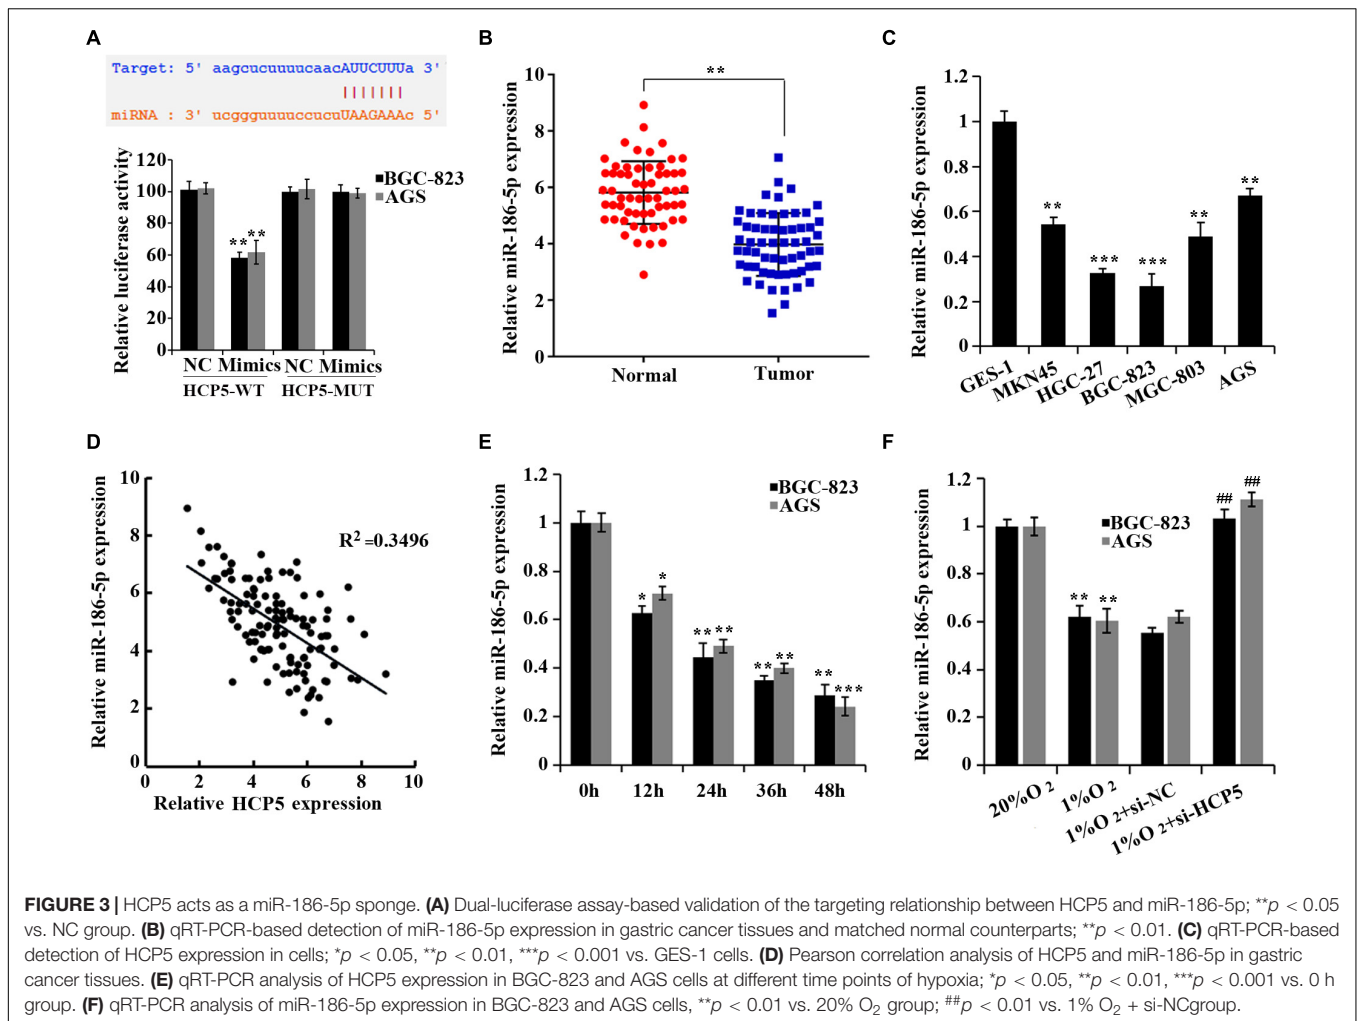 A
Target: 5' aagcucuuuucaacAUUCUUUa 3'
miRNA : 3' ucggguuuuccucuUAAGAAAc 5'
Relative luciferase activity
120
100
80
60
40
20
0
BGC-823
AGS
** **
NC Mimics NC Mimics
HCP5-WT HCP5-MUT
B
Relative miR-186-5p expression
10
8
6
4
2
0
**
Normal Tumor
C
Relative miR-186-5p expression
1.2
1
0.8
0.6
0.4
0.2
0
** *** *** ** **
GES-1 MKN45 HGC-27 BGC-823 MGC-803 AGS
D
Relative miR-186-5p expression
10
8
6
4
2
0
R2 =0.3496
0 2 4 6 8 10
Relative HCP5 expression
E
Relative miR-186-5p expression
1.2
1
0.8
0.6
0.4
0.2
0
BGC-823
AGS
* * ** ** ** ** ** ***
0h 12h 24h 36h 48h
F
Relative miR-186-5p expression
1.2
1
0.8
0.6
0.4
0.2
0
BGC-823
AGS
** ** ## ##
20%O2 1%O2 1%O2+si-NC 1%O2+si-HCP5
FIGURE 3 | HCP5 acts as a miR-186-5p sponge. (A) Dual-luciferase assay-based validation of the targeting relationship between HCP5 and miR-186-5p; **p < 0.05
vs. NC group. (B) qRT-PCR-based detection of miR-186-5p expression in gastric cancer tissues and matched normal counterparts; **p < 0.01. (C) qRT-PCR-based
detection of HCP5 expression in cells; *p < 0.05, **p < 0.01, ***p < 0.001 vs. GES-1 cells. (D) Pearson correlation analysis of HCP5 and miR-186-5p in gastric
cancer tissues. (E) qRT-PCR analysis of HCP5 expression in BGC-823 and AGS cells at different time points of hypoxia; *p < 0.05, **p < 0.01, ***p < 0.001 vs. 0 h
group. (F) qRT-PCR analysis of miR-186-5p expression in BGC-823 and AGS cells, **p < 0.01 vs. 20% O2 group; ##p < 0.01 vs. 1% O2 + si-NCgroup.